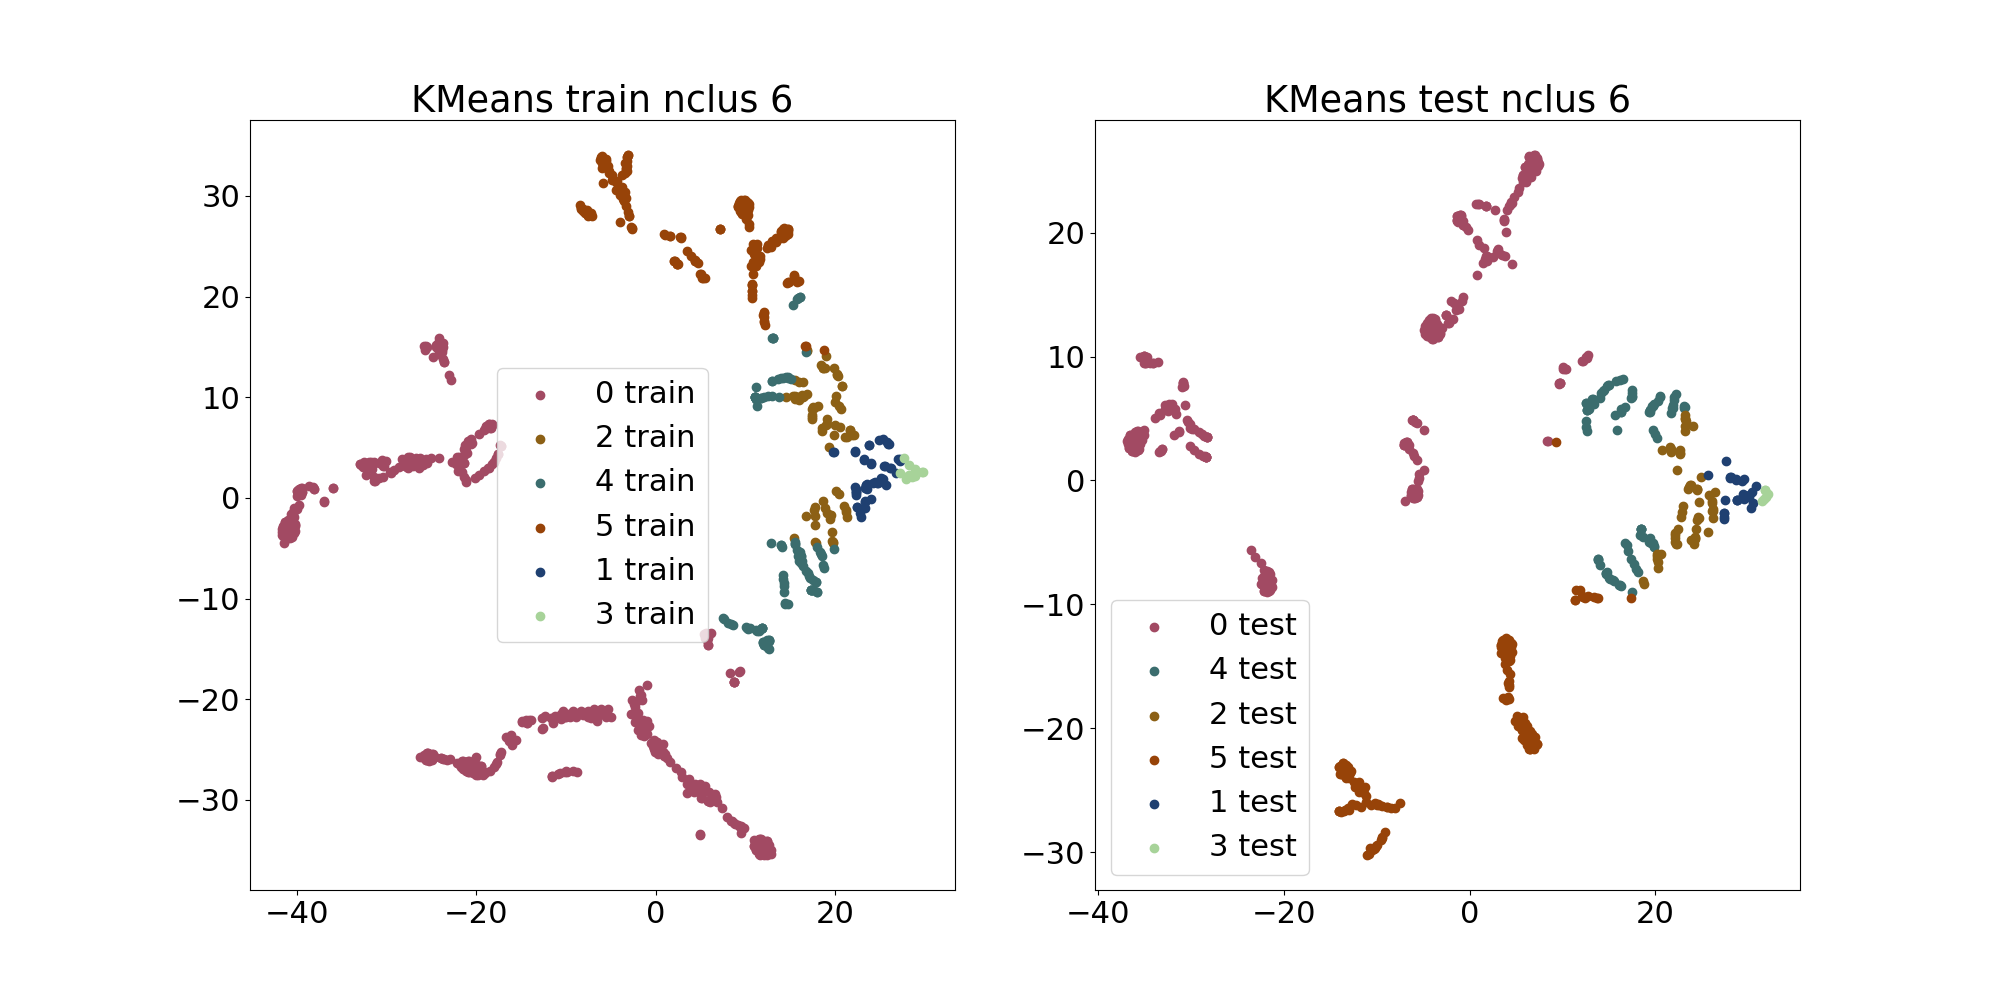 KMeans train nclus 6
30
20
10
0
−10
−20
−30
−40
−20
0
20
0 train
2 train
4 train
5 train
1 train
3 train
KMeans test nclus 6
20
10
0
−10
−20
−30
−40
−20
0
20
0 test
4 test
2 test
5 test
1 test
3 test